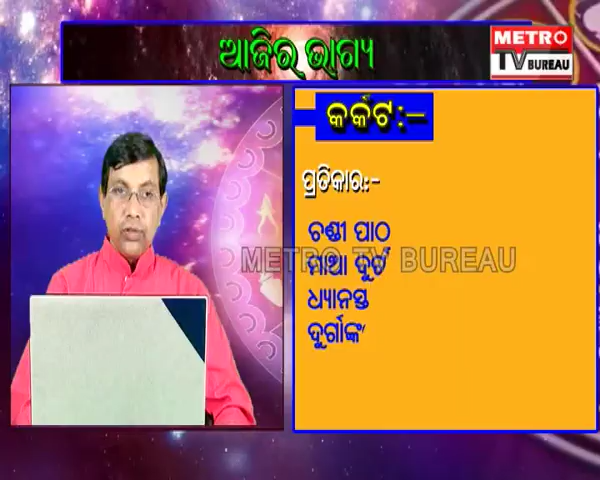 ଆଜିର ଭାଗ୍ୟ
METRO
TV BUREAU
କର୍କଟ:-
ପ୍ରତିକାର:-
ଚଣ୍ଡୀ ପାଠ
METRO TV BUREAU
ଧ୍ୟାନସ୍ତ
ଦୁର୍ଗାଙ୍କ